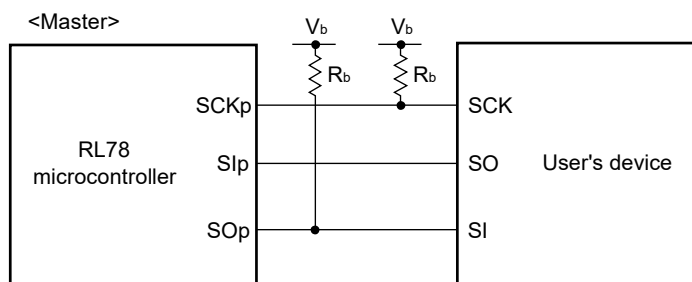 <Master>
Vb Vb
Rb Rb
SCKp SCK
RL78
microcontroller
SIp SO
User's device
SOp SI